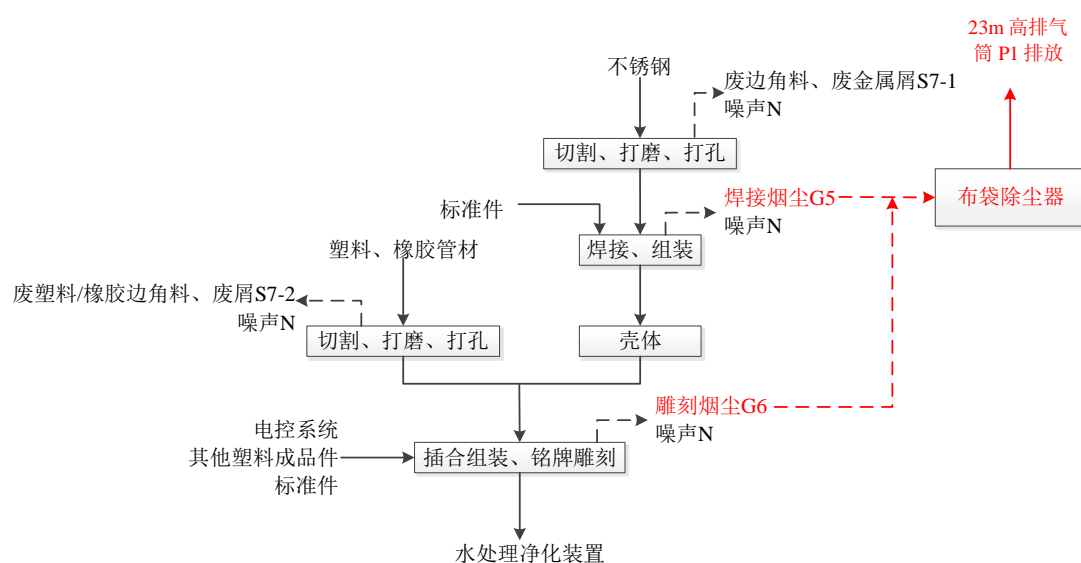 23m 高排气
筒 P1 排放
不锈钢
废边角料、废金属屑S7-1
噪声N
切割、打磨、打孔
标准件
焊接烟尘G5
噪声N
布袋除尘器
焊接、组装
塑料、橡胶管材
废塑料/橡胶边角料、废屑S7-2
噪声N
切割、打磨、打孔
壳体
雕刻烟尘G6
噪声N
电控系统
其他塑料成品件
标准件
插合组装、铭牌雕刻
水处理净化装置